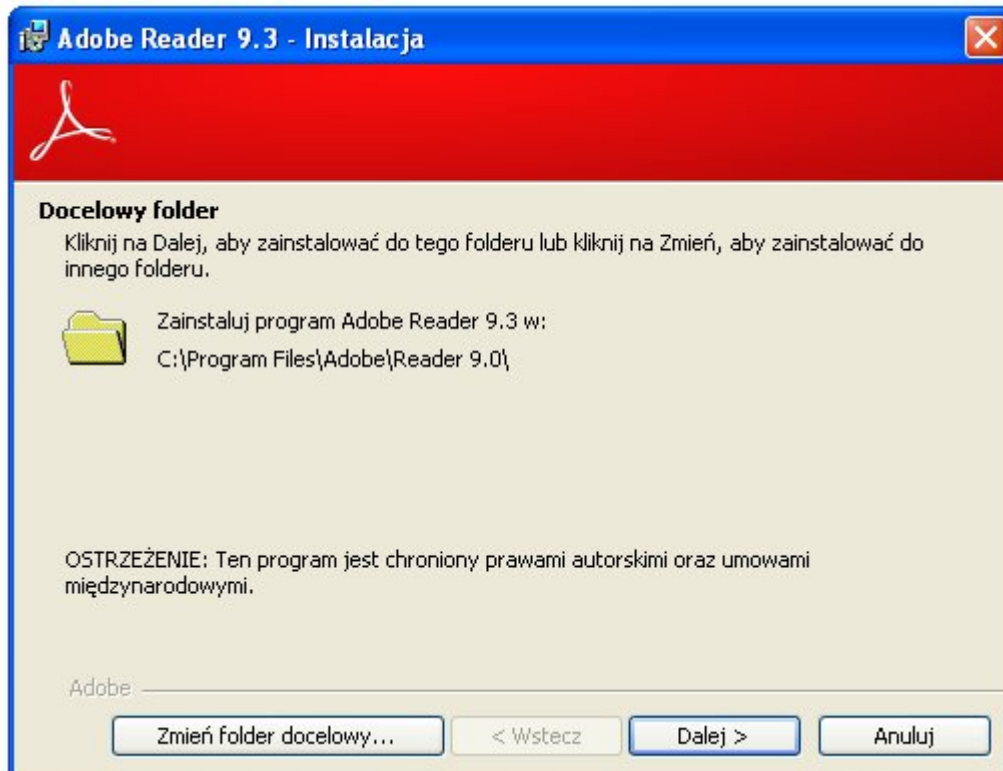 Adobe Reader 9.3 - Instalacja
Docelowy folder
Kliknij na Dalej, aby zainstalować do tego folderu lub kliknij na Zmień, aby zainstalować do
innego folderu.
Zainstaluj program Adobe Reader 9.3 w:
C:\Program Files\Adobe\Reader 9.0\
OSTRZEŻENIE: Ten program jest chroniony prawami autorskimi oraz umowami
międzynarodowymi.
Adobe
Zmień folder docelowy... < Wstecz Dalej > Anuluj